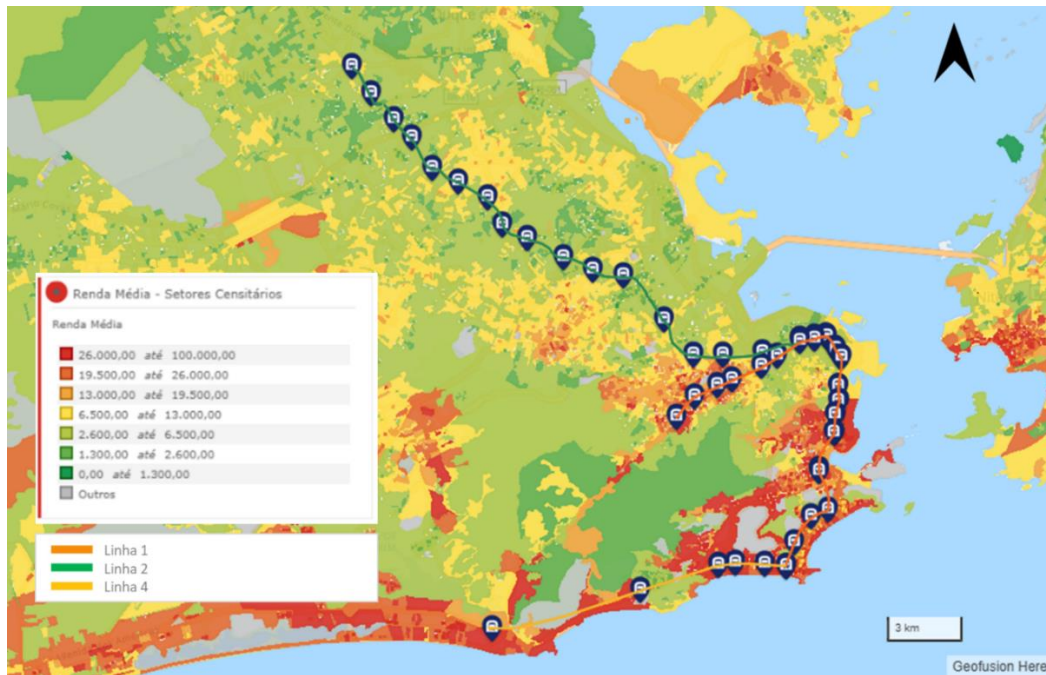 Renda Média - Setores Censitários
Renda Média
26.000,00 até 100.000,00
19.500,00 até 26.000,00
13.000,00 até 19.500,00
6.500,00 até 13.000,00
2.600,00 até 6.500,00
1.300,00 até 2.600,00
0,00 até 1.300,00
Outros
Linha 1
Linha 2
Linha 4
3 km
Geofusion Here